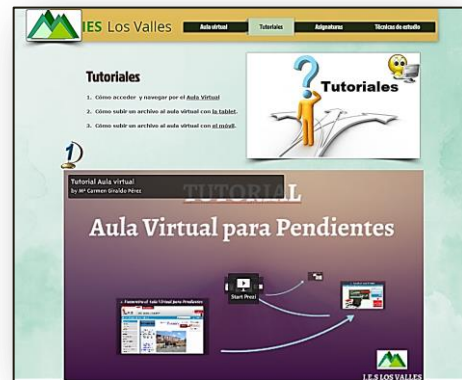 IES Los Valles
Aula virtual
Tutoriales
Asignaturas
Técnicas de estudio
Tutoriales
1. Cómo acceder y navegar por el Aula Virtual
2. Cómo subir un archivo al aula virtual con la tablet.
3. Cómo subir un archivo al aula virtual con el móvil.
Tutoriales
1
Tutorial Aula virtual
by Mª Carmen Giraldo Pérez
TUTORIAL
Aula Virtual para Pendientes
Start Prezi
I.E.S LOS VALLES